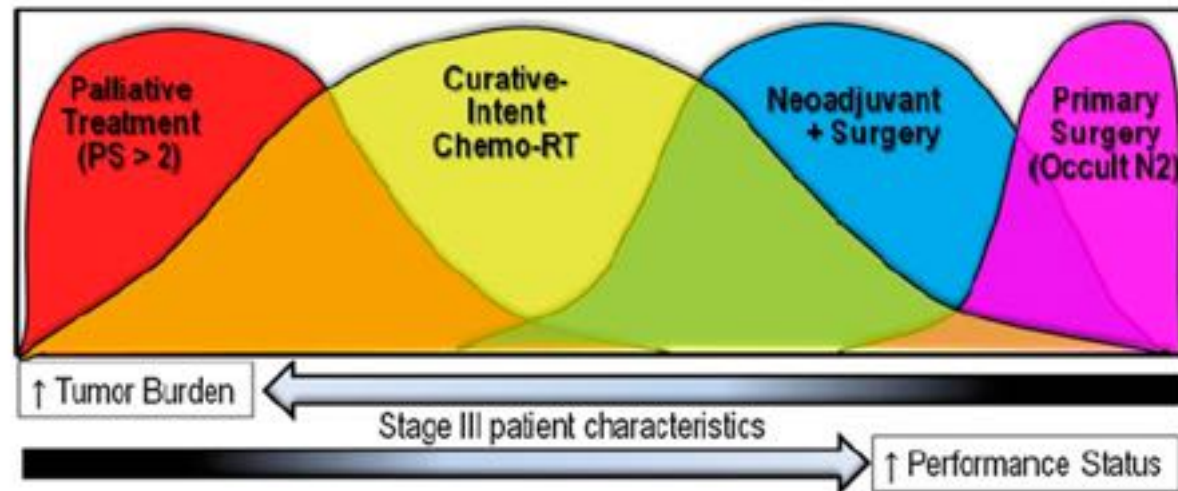 Palliative
Treatment
(PS > 2)
Curative-
Intent
Chemo-RT
Neoadjuvant
+ Surgery
Primary
Surgery
(Occult N2)
↑ Tumor Burden
Stage III patient characteristics
↑ Performance Status